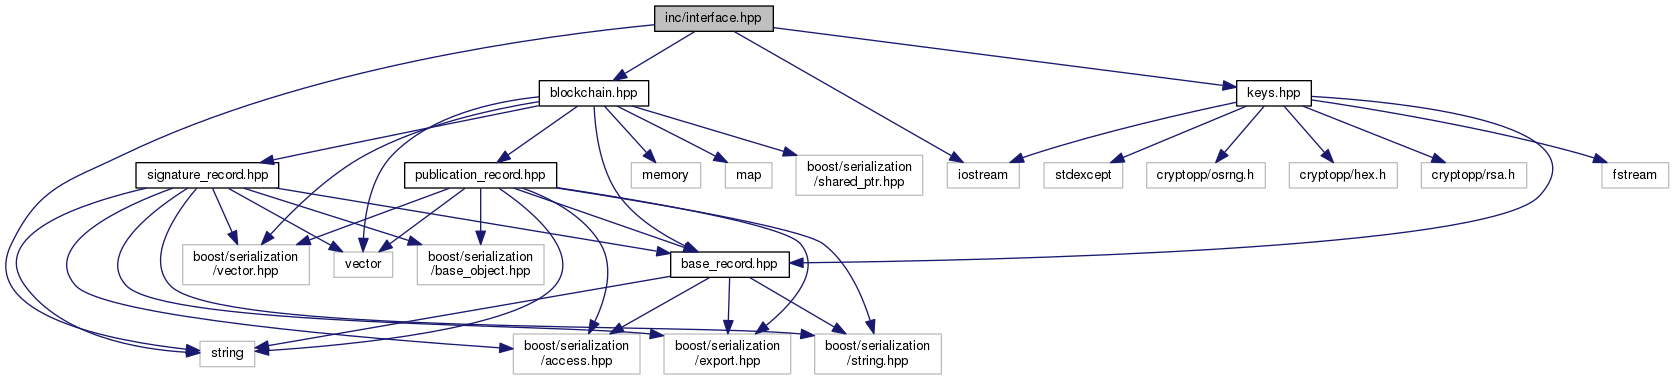 inc/interface.hpp
blockchain.hpp
keys.hpp
signature_record.hpp
publication_record.hpp
memory
map
boost/serialization
/shared_ptr.hpp
iostream
stdexcept
cryptopp/osrng.h
cryptopp/hex.h
cryptopp/rsa.h
fstream
boost/serialization
/vector.hpp
vector
boost/serialization
/base_object.hpp
base_record.hpp
string
boost/serialization
/access.hpp
boost/serialization
/export.hpp
boost/serialization
/string.hpp